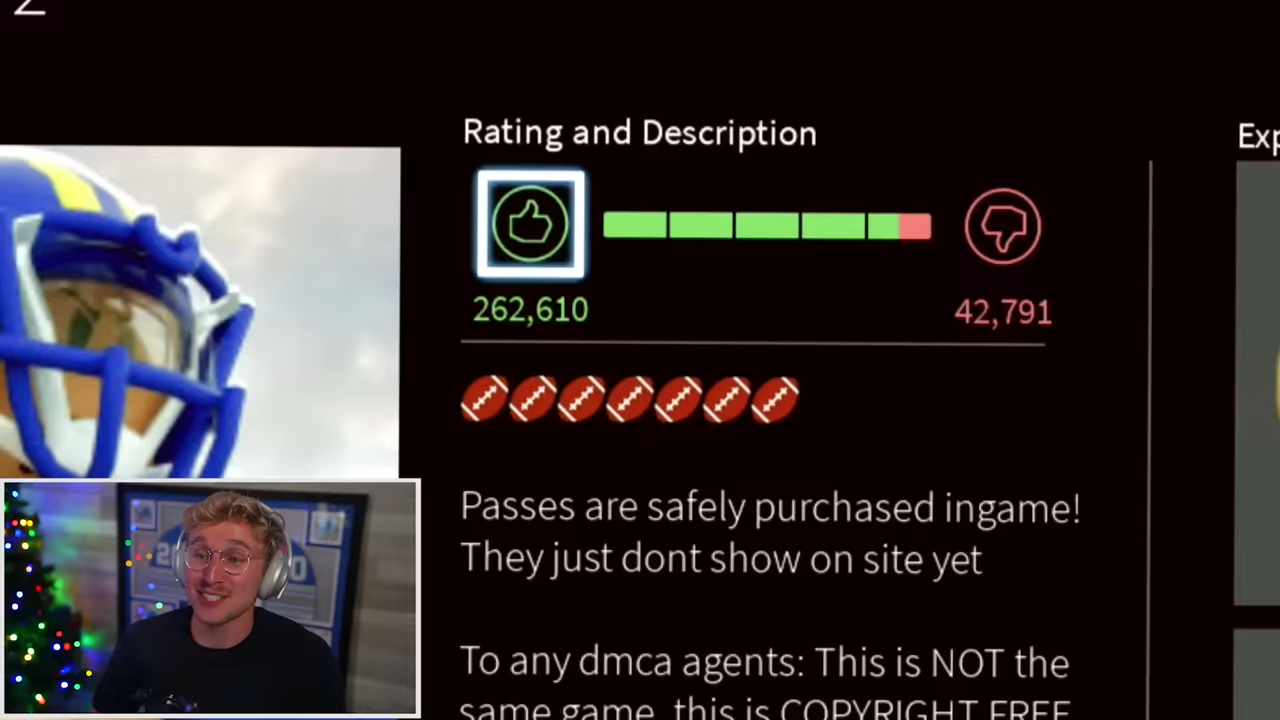 Rating and Description
Exp
262,610
42,791
Passes are safely purchased ingame!
They just dont show on site yet
To any dmca agents: This is NOT the
same game, this is COPYRIGHT FREE